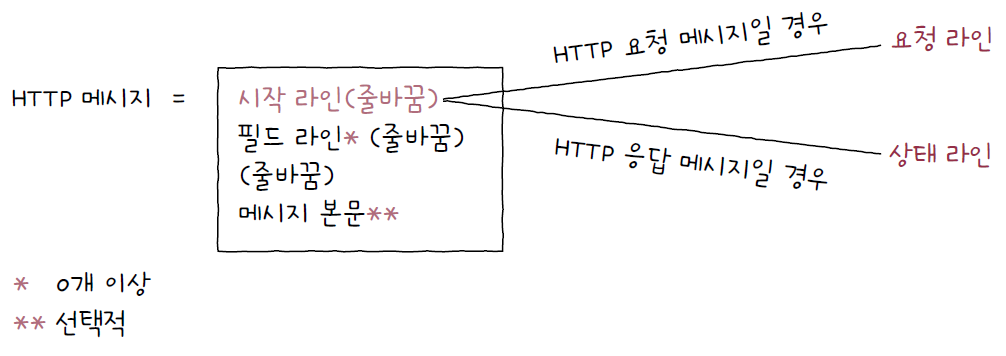 HTTP 요청 메시지일 경우
요청 라인
HTTP 메시지 =
시작 라인(줄바꿈)
필드 라인* (줄바꿈)
(줄바꿈)
메시지 본문**
HTTP 응답 메시지일 경우
상태 라인
* 0개 이상
** 선택적